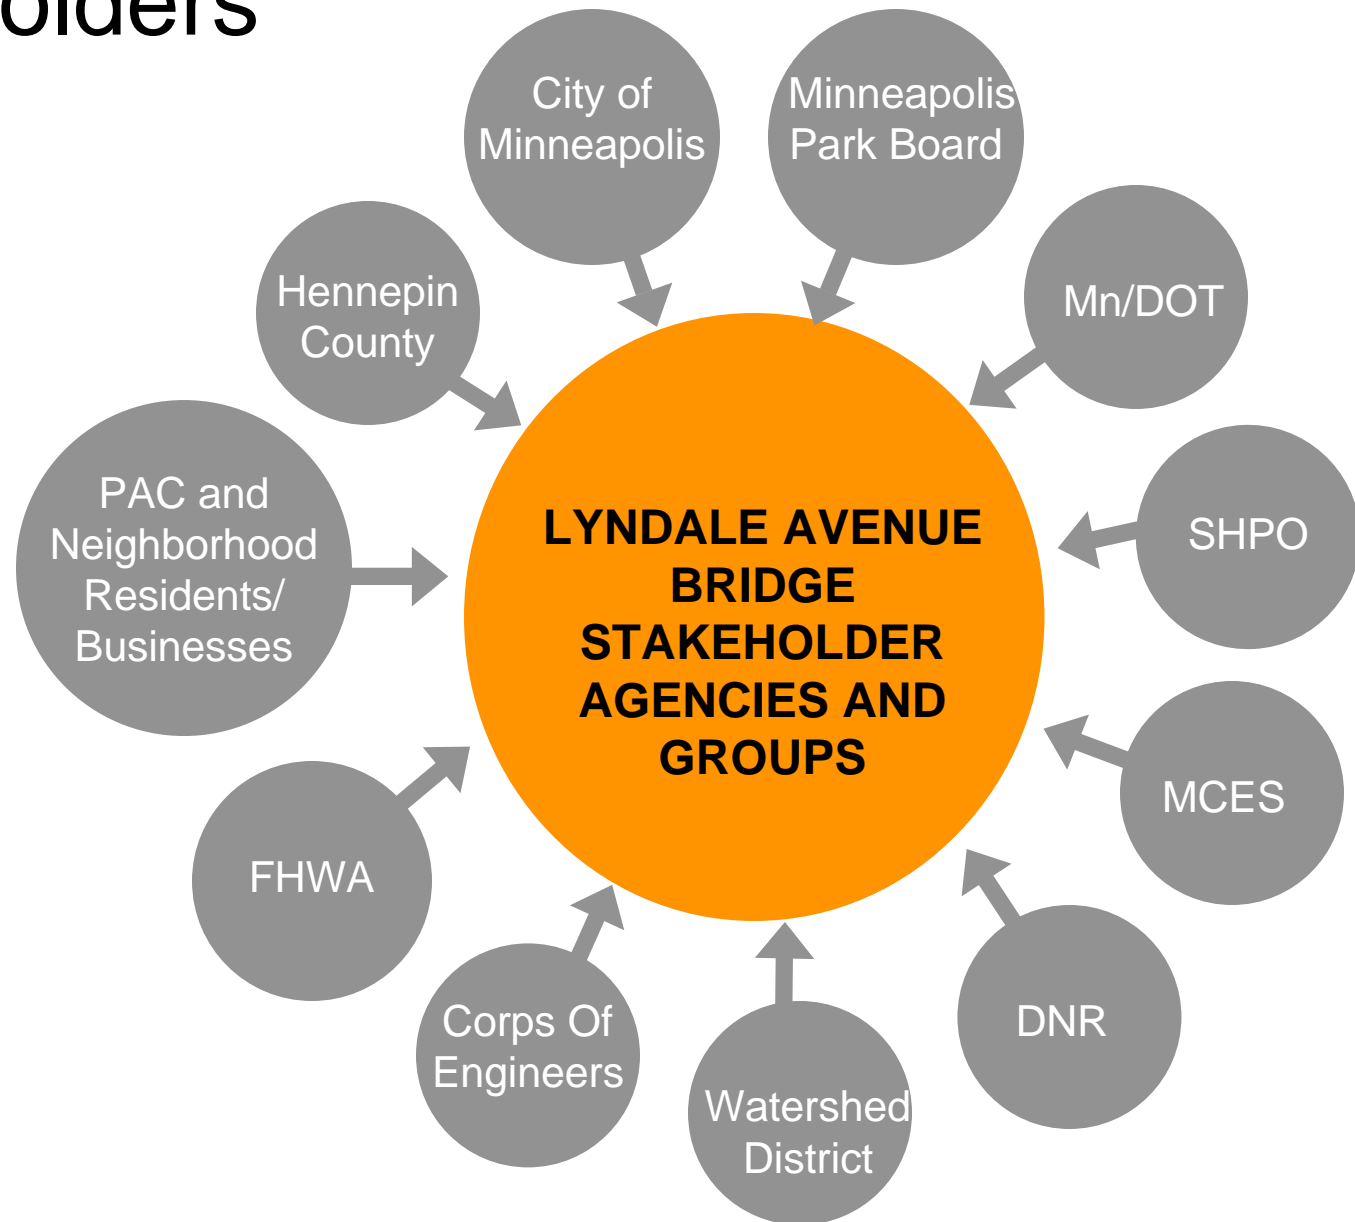 City of
Minneapolis
Minneapolis
Park Board
Hennepin
County
Mn/DOT
PAC and
Neighborhood
Residents/
Businesses
LYNDALE AVENUE
BRIDGE
STAKEHOLDER
AGENCIES AND
GROUPS
SHPO
MCES
FHWA
DNR
Corps Of
Engineers
Watershed
District